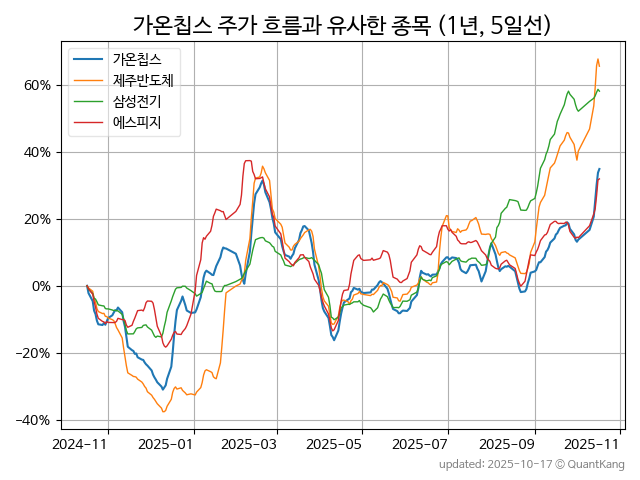 가온칩스 주가 흐름과 유사한 종목 (1년, 5일선)
가온칩스
제주반도체
삼성전기
에스피지
60%
40%
20%
0%
−20%
−40%
2024-11 2025-01 2025-03 2025-05 2025-07 2025-09 2025-11
updated: 2025-10-17 © QuantKang